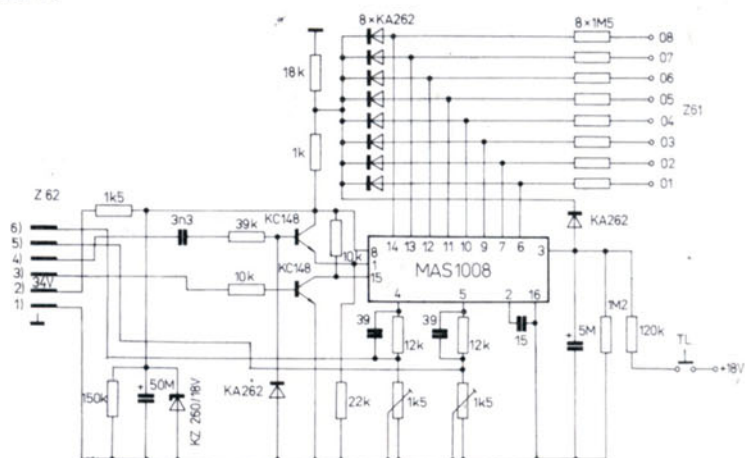 8×KA262
8×1M5
08
07
06
05
04
03
02
01
Z61
18k
1k
KA262
Z 62
1k5
6)
5)
4)
3)
34V
2)
1)
3n3
39k
KC148
10k
KC148
10k
8
1
15
14 13 12 11 10 9 7 6 3
MAS1008
4 5 2 16
39
12k
39
12k
15
5M
1M2
120k
TL
+18V
150k
50M
KZ 260/18V
KA262
22k
1k5
1k5